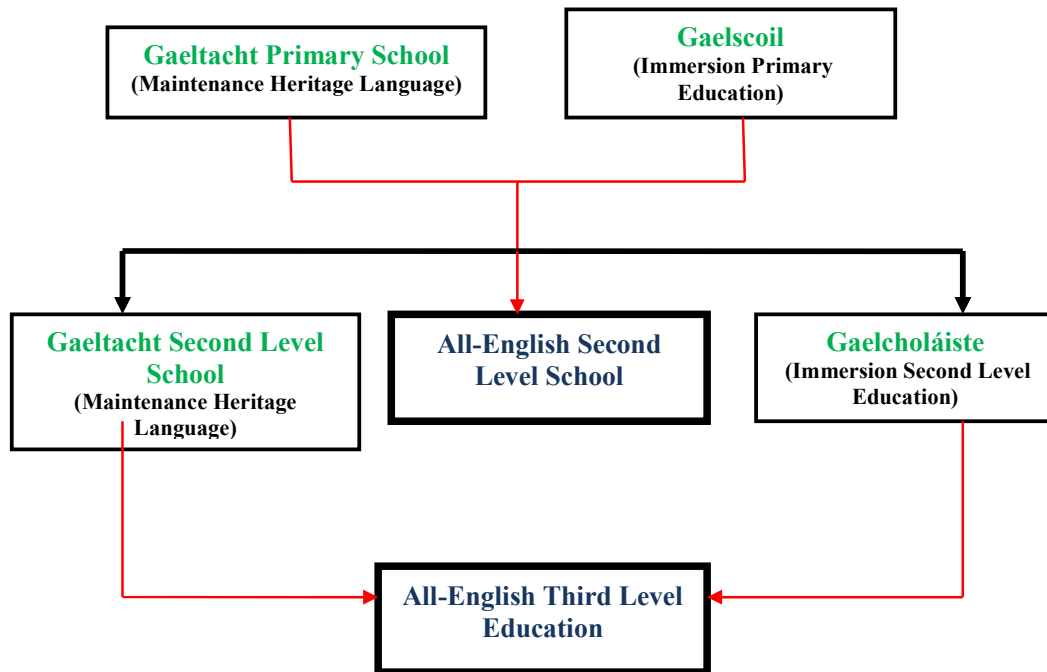 Gaeltacht Primary School
(Maintenance Heritage Language)
Gaelscoil
(Immersion Primary
Education)
Gaeltacht Second Level
School
(Maintenance Heritage
Language)
All-English Second
Level School
Gaelcholáiste
(Immersion Second Level
Education)
All-English Third Level
Education